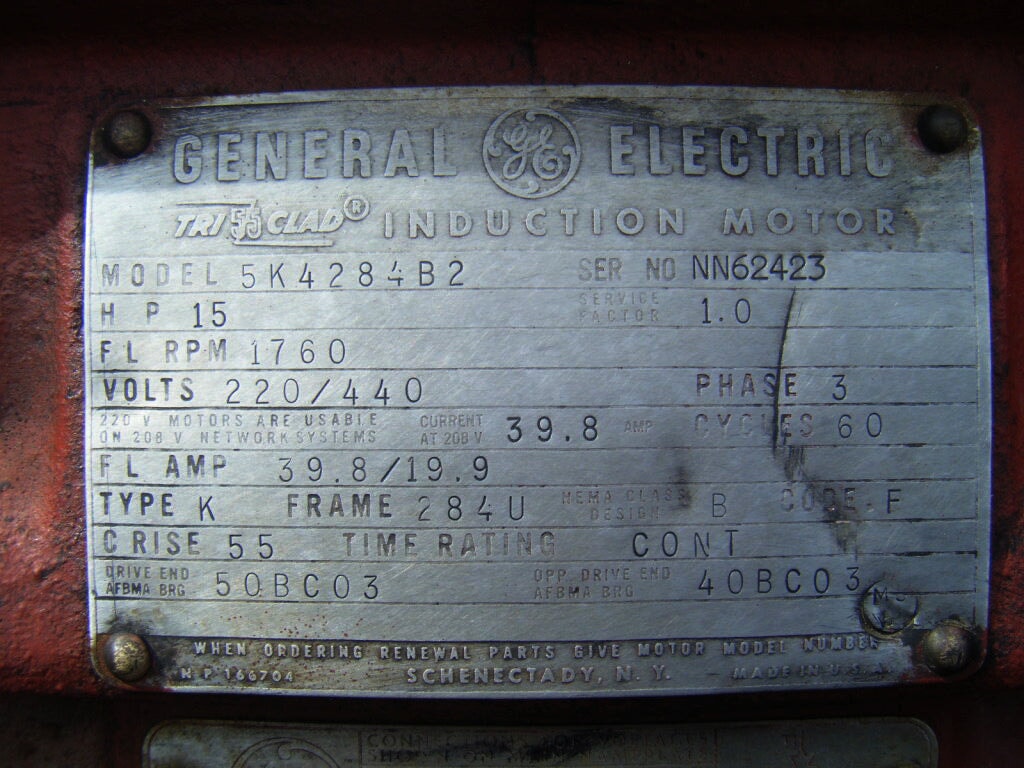 GENERAL GE ELECTRIC
TRI 55 CLAD® INDUCTION MOTOR
MODEL 5K4284B2 SER NO NN62423
HP 15 SERVICE FACTOR 1.0
FL RPM 1760
VOLTS 220/440 PHASE 3
220 V MOTORS ARE USABLE ON 208 V NETWORK SYSTEMS CURRENT AT 208 V 39.8 AMP CYCLES 60
FL AMP 39.8/19.9
TYPE K FRAME 284U NEMA CLASS DESIGN B CODE F
C RISE 55 TIME RATING CONT
DRIVE END AFBMA BRG 50BC03 OPP DRIVE END AFBMA BRG 40BC03
WHEN ORDERING RENEWAL PARTS GIVE MOTOR MODEL NUMBER
NP 166704 SCHENECTADY, N.Y. MADE IN U.S.A.